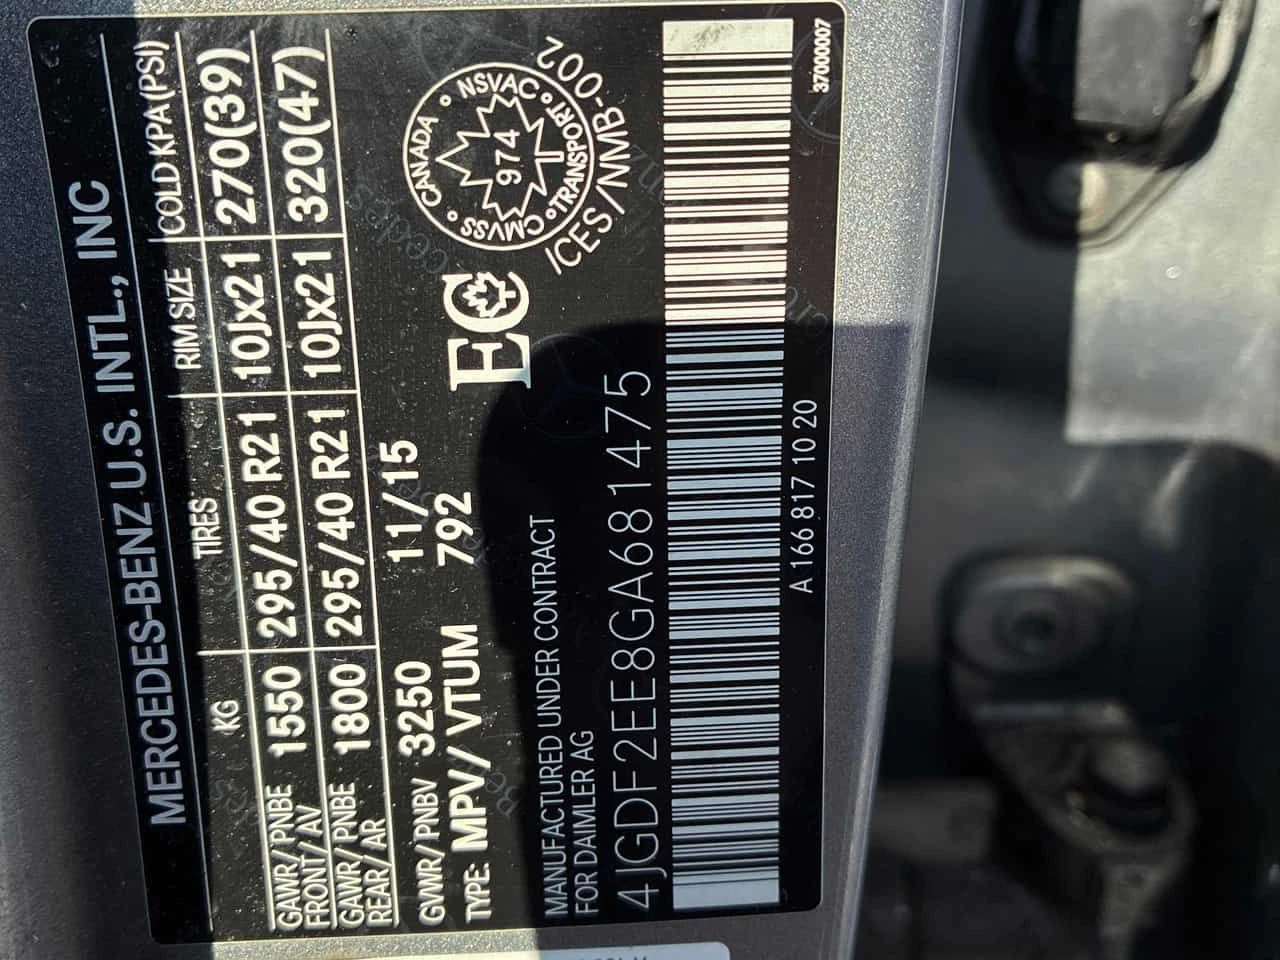 MERCEDES-BENZ U.S. INTL., INC
KG TIRES RIM SIZE COLD KPA(PSI)
GAWR/PNBE FRONT/AV 1550 295/40 R21 10Jx21 270(39)
GAWR/PNBE REAR/AR 1800 295/40 R21 10Jx21 320(47)
GVWR/PNBV 3250 11/15
TYPE: MPV/VTUM 792
EC
CANADA • NSVAC • TRANSPORT • CMVSS •
974
ICES/NMB-002
MANUFACTURED UNDER CONTRACT
FOR DAIMLER AG
4JGDF2EE8GA681475
A 166 817 10 20
37000007